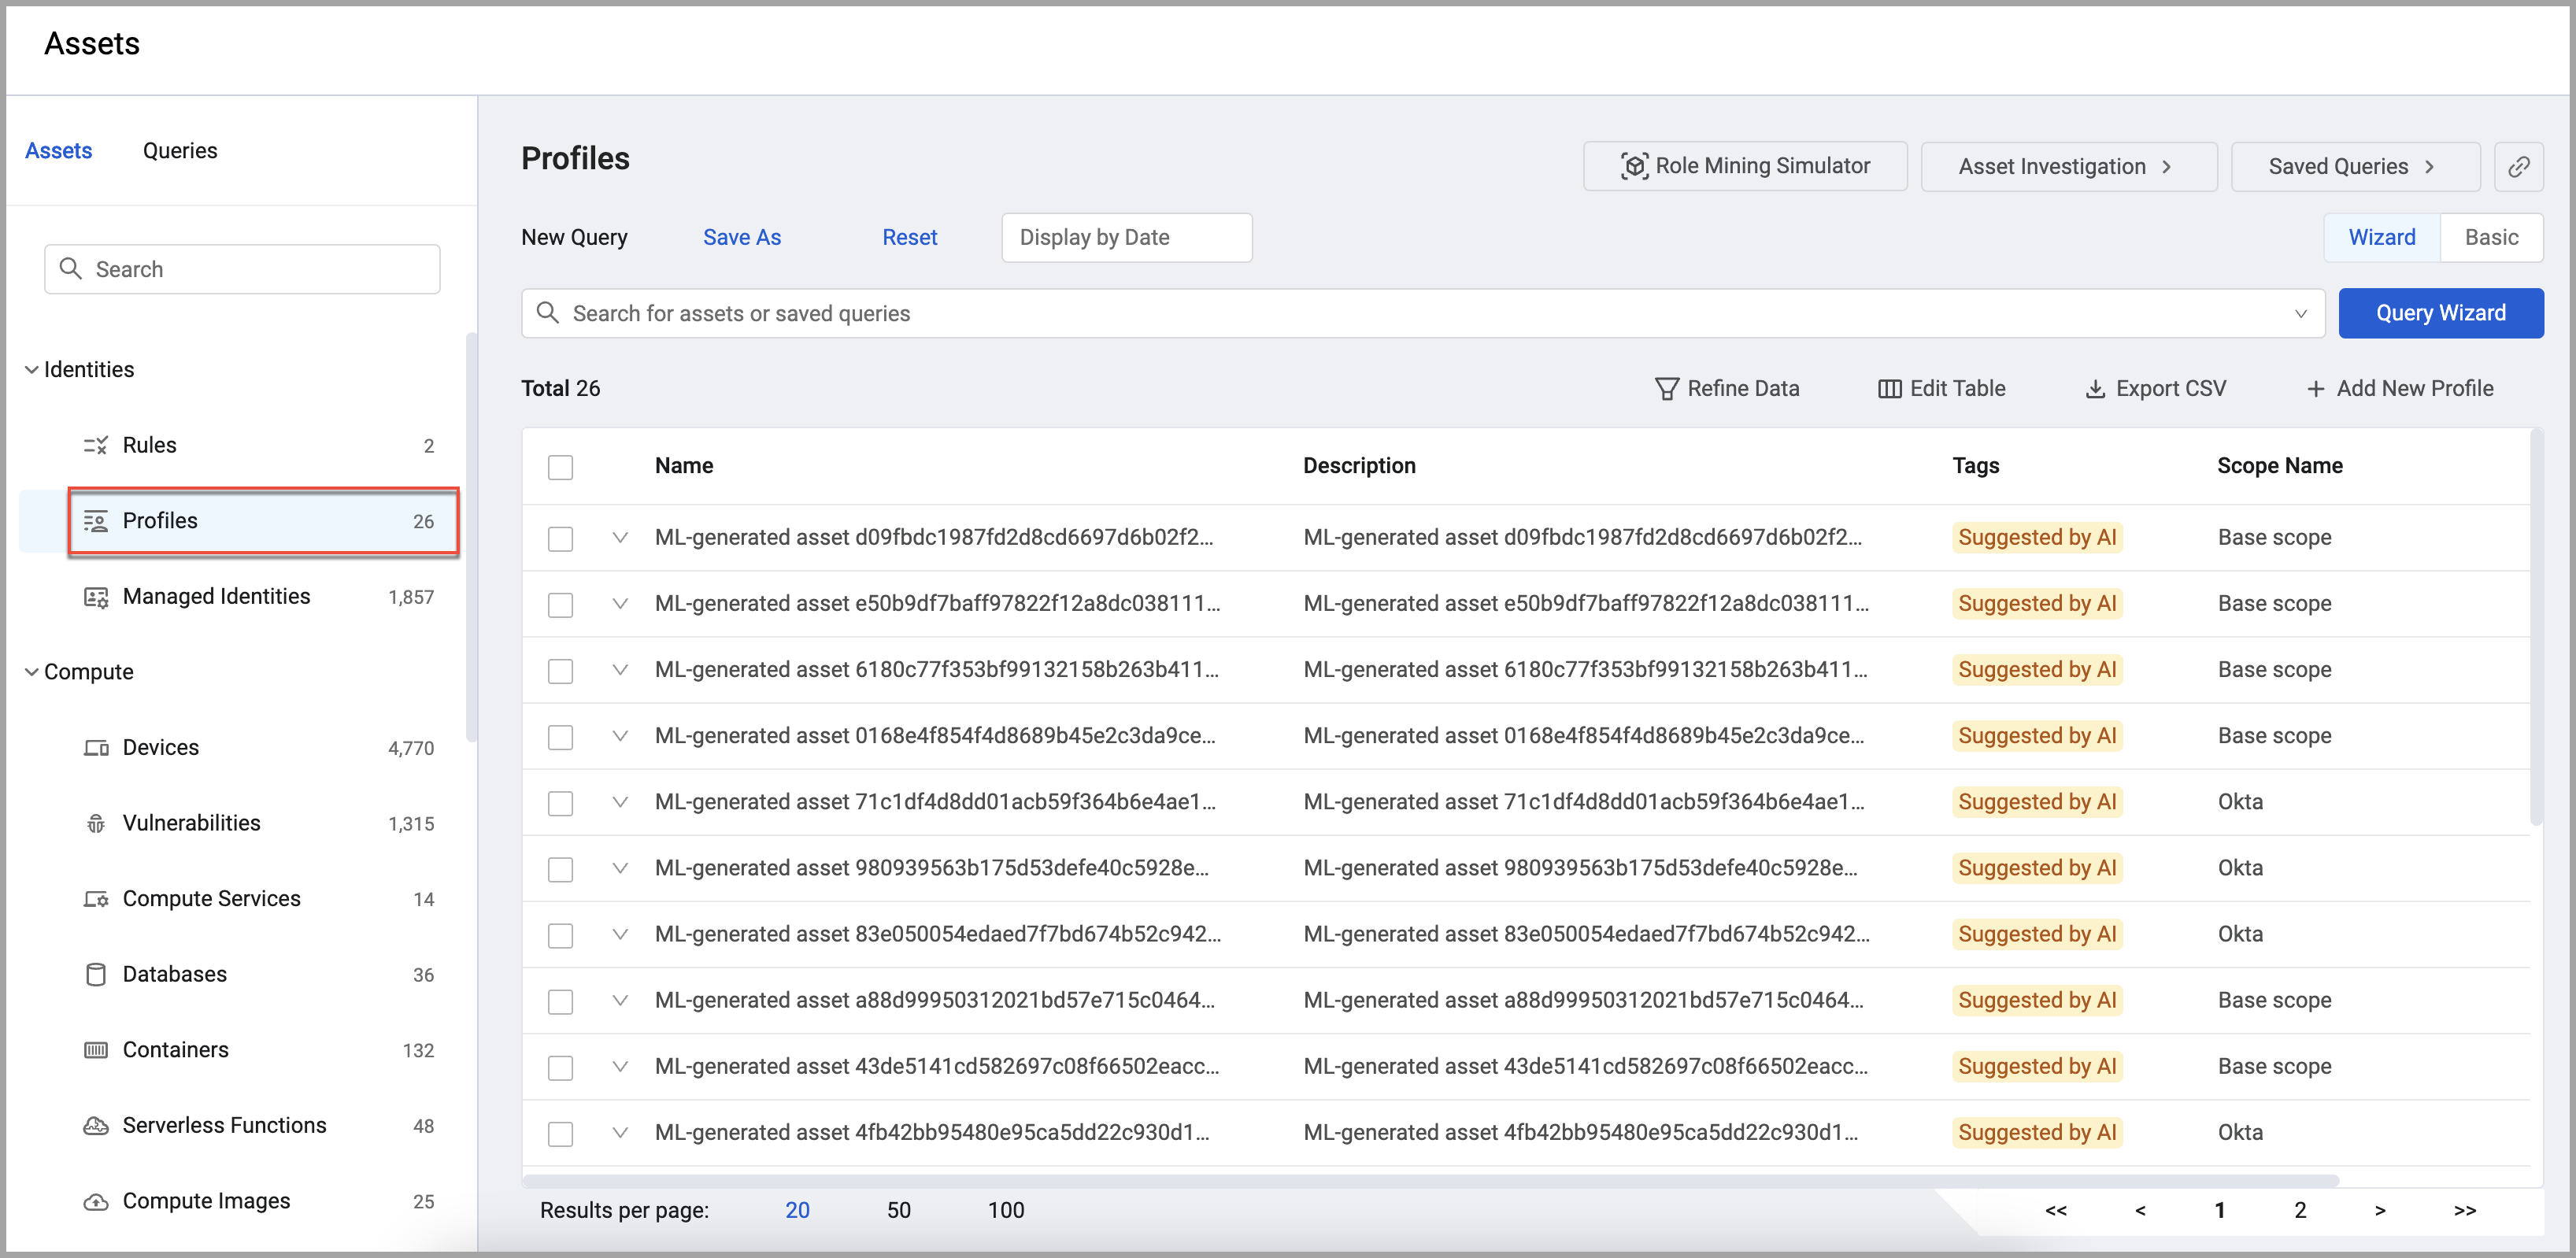 Assets
Assets Queries
Search
Identities
Rules 2
Profiles 26
Managed Identities 1,857
Compute
Devices 4,770
Vulnerabilities 1,315
Compute Services 14
Databases 36
Containers 132
Serverless Functions 48
Compute Images 25
Profiles
Role Mining Simulator Asset Investigation > Saved Queries >
New Query Save As Reset Display by Date Wizard Basic
Search for assets or saved queries Query Wizard
Total 26 Refine Data Edit Table Export CSV + Add New Profile
Name Description Tags Scope Name
ML-generated asset d09fbdc1987fd2d8cd6697d6b02f2... ML-generated asset d09fbdc1987fd2d8cd6697d6b02f2... Suggested by AI Base scope
ML-generated asset e50b9df7baff97822f12a8dc038111... ML-generated asset e50b9df7baff97822f12a8dc038111... Suggested by AI Base scope
ML-generated asset 6180c77f353bf99132158b263b411... ML-generated asset 6180c77f353bf99132158b263b411... Suggested by AI Base scope
ML-generated asset 0168e4f854f4d8689b45e2c3da9ce... ML-generated asset 0168e4f854f4d8689b45e2c3da9ce... Suggested by AI Base scope
ML-generated asset 71c1df4d8dd01acb59f364b6e4ae1... ML-generated asset 71c1df4d8dd01acb59f364b6e4ae1... Suggested by AI Okta
ML-generated asset 980939563b175d53defe40c5928e... ML-generated asset 980939563b175d53defe40c5928e... Suggested by AI Okta
ML-generated asset 83e050054edaed7f7bd674b52c942... ML-generated asset 83e050054edaed7f7bd674b52c942... Suggested by AI Okta
ML-generated asset a88d99950312021bd57e715c0464... ML-generated asset a88d99950312021bd57e715c0464... Suggested by AI Base scope
ML-generated asset 43de5141cd582697c08f66502eacc... ML-generated asset 43de5141cd582697c08f66502eacc... Suggested by AI Base scope
ML-generated asset 4fb42bb95480e95ca5dd22c930d1... ML-generated asset 4fb42bb95480e95ca5dd22c930d1... Suggested by AI Okta
Results per page: 20 50 100 << < 1 2 > >>